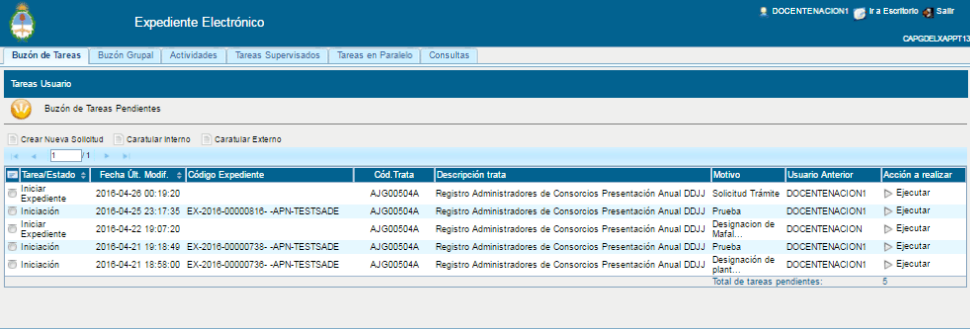 Expediente Electrónico
DOCENTENACION1 Ir a Escritorio Salir
CAPGDELXAPPT13
Buzón de Tareas Buzón Grupal Actividades Tareas Supervisados Tareas en Paralelo Consultas
Tareas Usuario
Buzón de Tareas Pendientes
Crear Nueva Solicitud Caratular Interno Caratular Externo
1 /1
Tarea/Estado Fecha Últ. Modif. Código Expediente Cód.Trata Descripción trata Motivo Usuario Anterior Acción a realizar
Iniciar Expediente 2016-04-26 00:19:20 AJG00504A Registro Administradores de Consorcios Presentación Anual DDJJ Solicitud Trámite DOCENTENACION1 Ejecutar
Iniciación 2016-04-25 23:17:35 EX-2016-00000816- -APN-TESTSADE AJG00504A Registro Administradores de Consorcios Presentación Anual DDJJ Prueba DOCENTENACION1 Ejecutar
Iniciar Expediente 2016-04-22 19:07:20 AJG00504A Registro Administradores de Consorcios Presentación Anual DDJJ Designacion de Mafal... DOCENTENACION Ejecutar
Iniciación 2016-04-21 19:18:49 EX-2016-00000738- -APN-TESTSADE AJG00504A Registro Administradores de Consorcios Presentación Anual DDJJ Prueba DOCENTENACION1 Ejecutar
Iniciación 2016-04-21 18:58:00 EX-2016-00000736- -APN-TESTSADE AJG00504A Registro Administradores de Consorcios Presentación Anual DDJJ Designación de plant... DOCENTENACION1 Ejecutar
Total de tareas pendientes: 5